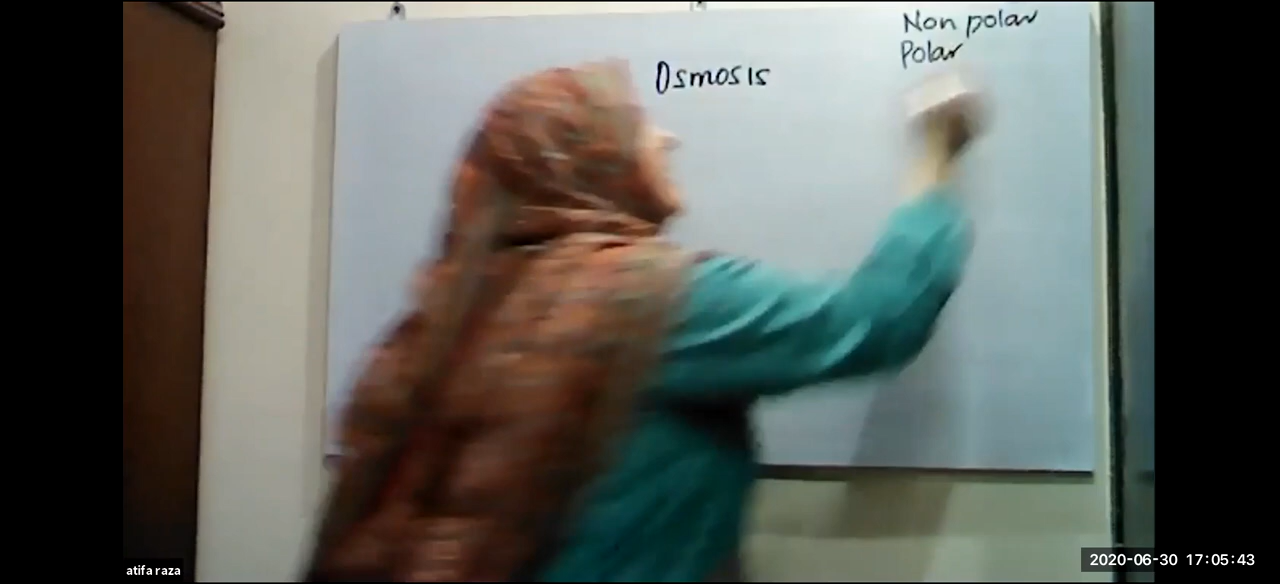 Non polar
Polar
Osmosis
atifa raza
2020-06-30 17:05:43